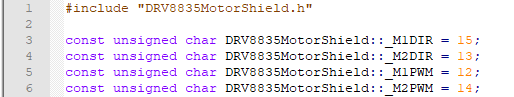 1 #include "DRV8835MotorShield.h"
2
3 const unsigned char DRV8835MotorShield::_M1DIR = 15;
4 const unsigned char DRV8835MotorShield::_M2DIR = 13;
5 const unsigned char DRV8835MotorShield::_M1PWM = 12;
6 const unsigned char DRV8835MotorShield::_M2PWM = 14;